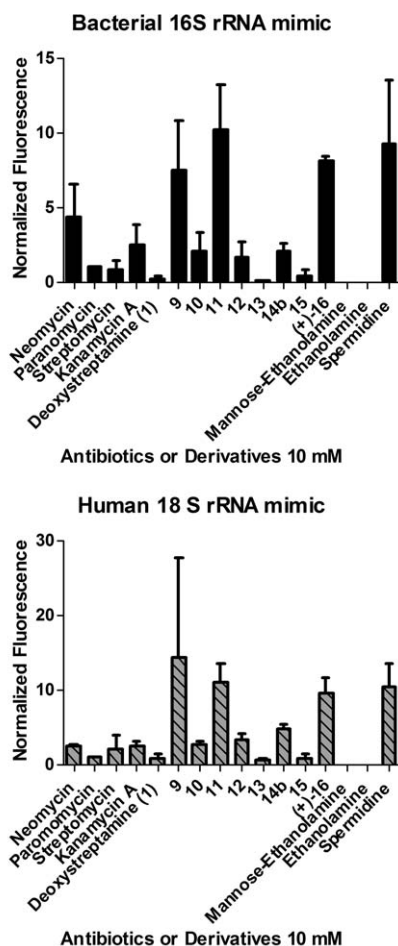 Bacterial 16S rRNA mimic
15
10
5
0
Normalized Fluorescence
Neomycin
Paranomycin
Streptomycin
Kanamycin A
Deoxystreptamine (1)
9
10
11
12
13
14b
15
(+)-16
Mannose-Ethanolamine
Ethanolamine
Spermidine
Antibiotics or Derivatives 10 mM
Human 18 S rRNA mimic
30
20
10
0
Normalized Fluorescence
Neomycin
Paromomycin
Streptomycin
Kanamycin A
Deoxystreptamine (1)
9
10
11
12
13
14b
15
(+)-16
Mannose-Ethanolamine
Ethanolamine
Spermidine
Antibiotics or Derivatives 10 mM